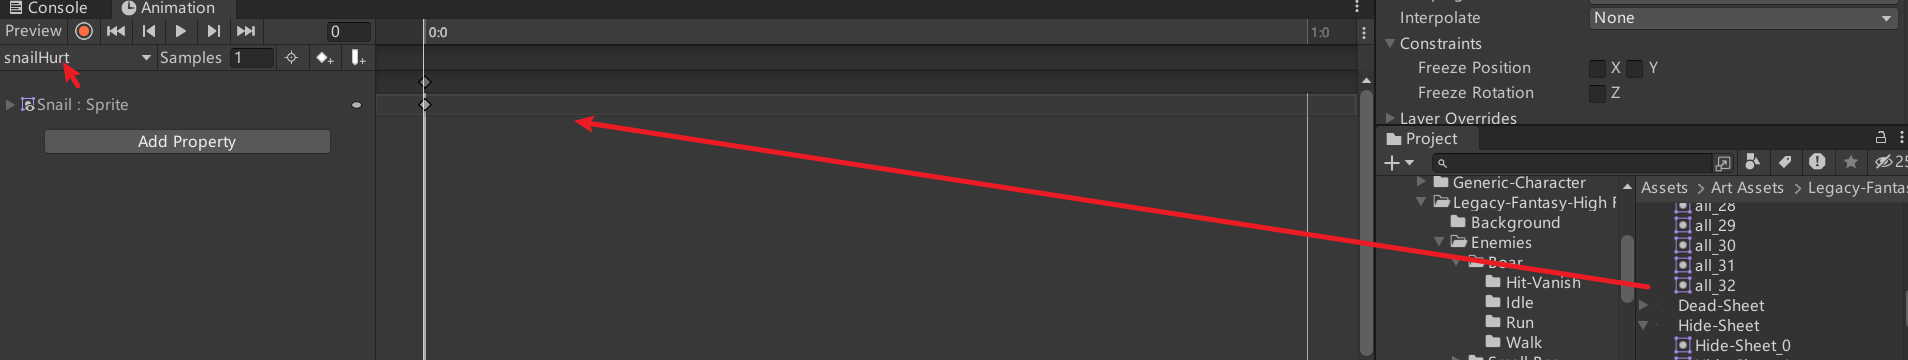 Console
Animation
Preview
0
0:0
1:0
snailHurt
Samples
1
Snail : Sprite
Add Property
Interpolate
None
Constraints
Freeze Position
X
Y
Freeze Rotation
Z
Layer Overrides
Project
25
Generic-Character
Legacy-Fantasy-High F
Background
Enemies
Boar
Hit-Vanish
Idle
Run
Walk
Assets > Art Assets > Legacy-Fantas
all_28
all_29
all_30
all_31
all_32
Dead-Sheet
Hide-Sheet
Hide-Sheet_0